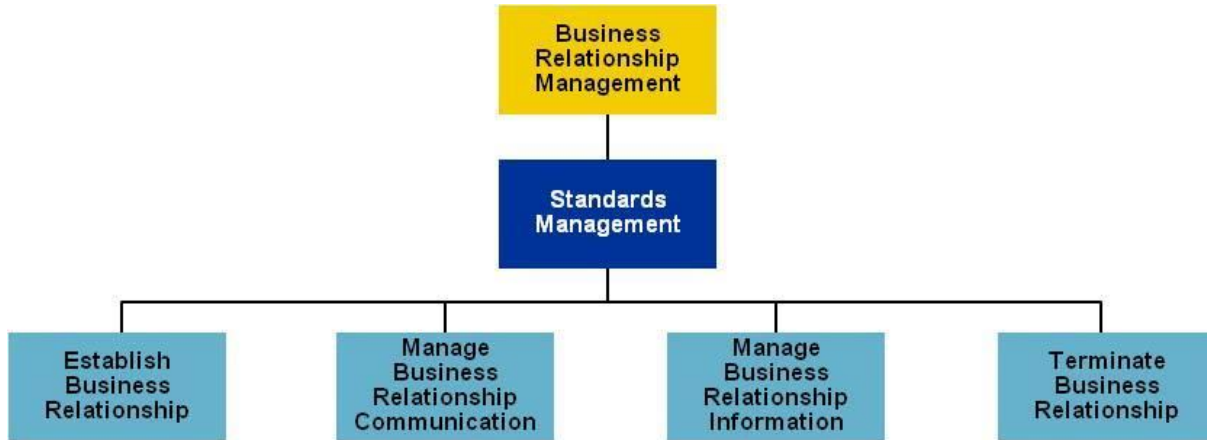 Business
Relationship
Management
Standards
Management
Establish
Business
Relationship
Manage
Business
Relationship
Communication
Manage
Business
Relationship
Information
Terminate
Business
Relationship